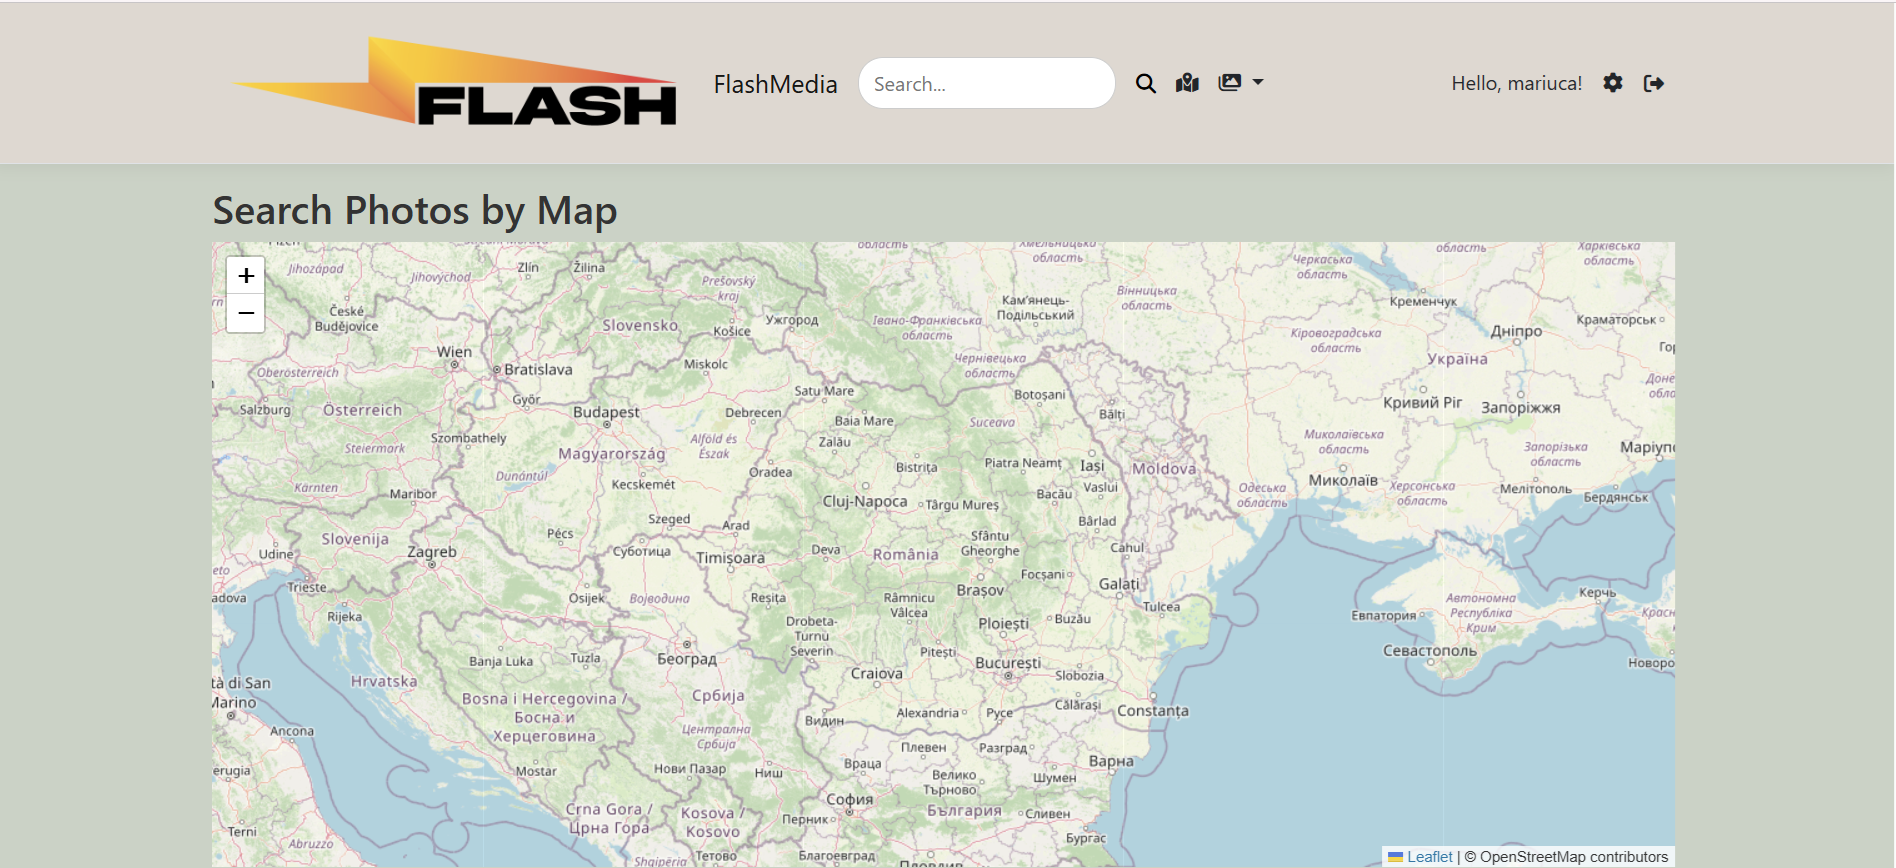 FLASH
FlashMedia
Search...
Hello, mariuca!
Search Photos by Map
+
−
Jihozápad
Jihovýchod
Zlín
Žilina
Prešovský
kraj
область
Хмельницька
область
Вінницька
область
Черкаська
область
область
Харківська
область
České
Budějovice
Slovensko
Košice
Ужгород
Івано-Франківська
область
Кам'янець-
Подільський
Кременчук
Дніпро
Краматорськ
Кіровоградська
область
Україна
Wien
Bratislava
Miskolc
Чернівецька
область
Oberösterreich
Salzburg
Österreich
Győr
Budapest
Debrecen
Satu Mare
Baia Mare
Botoșani
Bălți
Suceava
Кривий Ріг
Запоріжжя
Steiermark
Szombathely
Magyarország
Alföld és
Észak
Zalău
Oradea
Bistrița
Piatra Neamț
Iași
Moldova
Миколаївська
область
Запорізька
область
Kärnten
Dunántúl
Maribor
Kecskemét
Cluj-Napoca
Târgu Mureș
Bacău
Vaslui
Одеська
область
Миколаїв
Херсонська
область
Мелітополь
Бердянськ
Szeged
Arad
Pécs
Bârlad
Slovenija
Udine
Zagreb
Суботица
Timișoara
Deva
România
Sfântu
Gheorghe
Cahul
Trieste
Focșani
Galați
Rijeka
Osijek
Војводина
Reșița
Râmnicu
Vâlcea
Brașov
Tulcea
Автономна
Республіка
Крим
Керчь
Евпатория
Drobeta-
Turnu
Severin
Ploiești
Buzău
Banja Luka
Tuzla
Београд
Pitești
București
Севастополь
Hrvatska
Craiova
Slobozia
Bosna i Hercegovina /
Босна и
Херцеговина
Србија
Călărași
Constanța
Видин
Alexandria
Русе
Ancona
Централна
Србија
Плевен
Разград
Mostar
Нови Пазар
Ниш
Враца
Велико
Търново
Шумен
Варна
Crna Gora /
Црна Гора
Kosova /
Kosovo
София
Перник
България
Сливен
Terni
Abruzzo
Бургас
Shqipëria
Тетово
Благоевград
Пловдив
Leaflet | © OpenStreetMap contributors